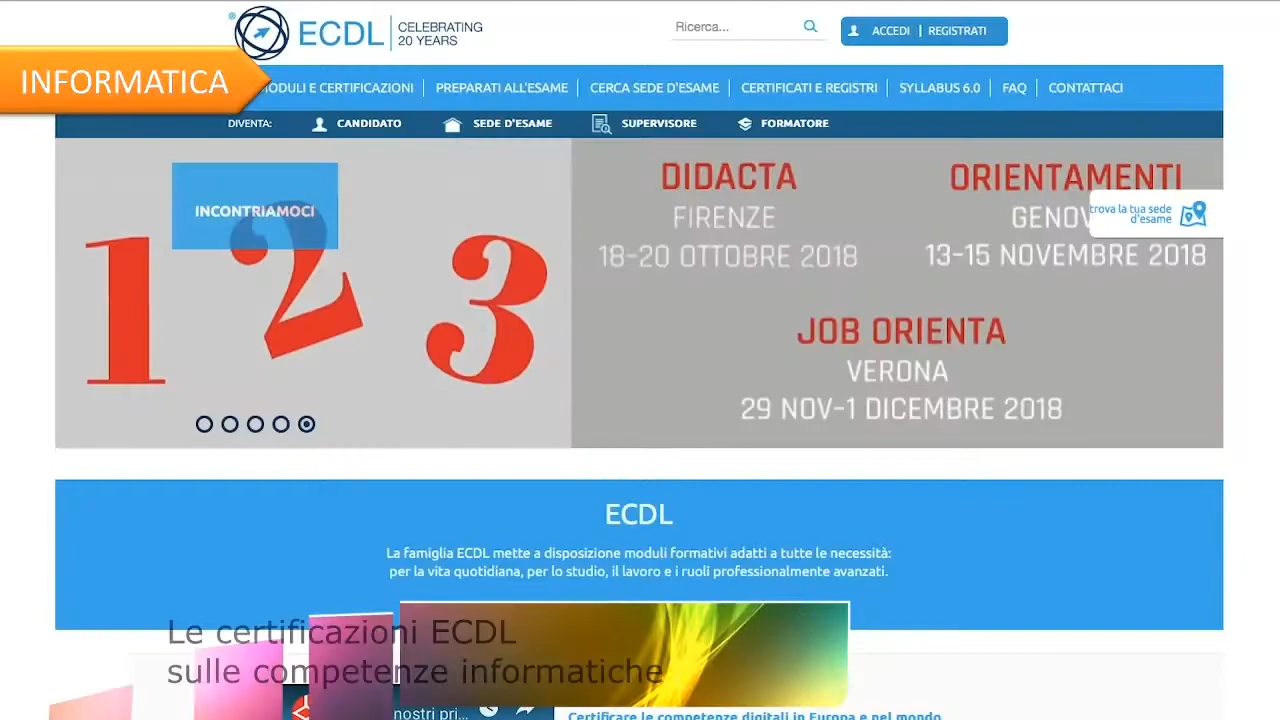 ECDL
CELEBRATING
20 YEARS
Ricerca...
ACCEDI | REGISTRATI
INFORMATICA
MODULI E CERTIFICAZIONI
PREPARATI ALL'ESAME
CERCA SEDE D'ESAME
CERTIFICATI E REGISTRI
SYLLABUS 6.0
FAQ
CONTATTACI
DIVENTA:
CANDIDATO
SEDE D'ESAME
SUPERVISORE
FORMATORE
INCONTRIAMOCI
1 2 3
DIDACTA
FIRENZE
18-20 OTTOBRE 2018
ORIENTAMENTI
GENOV
13-15 NOVEMBRE 2018
trova la tua sede
d'esame
JOB ORIENTA
VERONA
29 NOV-1 DICEMBRE 2018
ECDL
La famiglia ECDL mette a disposizione moduli formativi adatti a tutte le necessità:
per la vita quotidiana, per lo studio, il lavoro e i ruoli professionalmente avanzati.
Le certificazioni ECDL
sulle competenze informatiche
nostri pri...
Certificare le competenze digitali in Europa e nel mondo